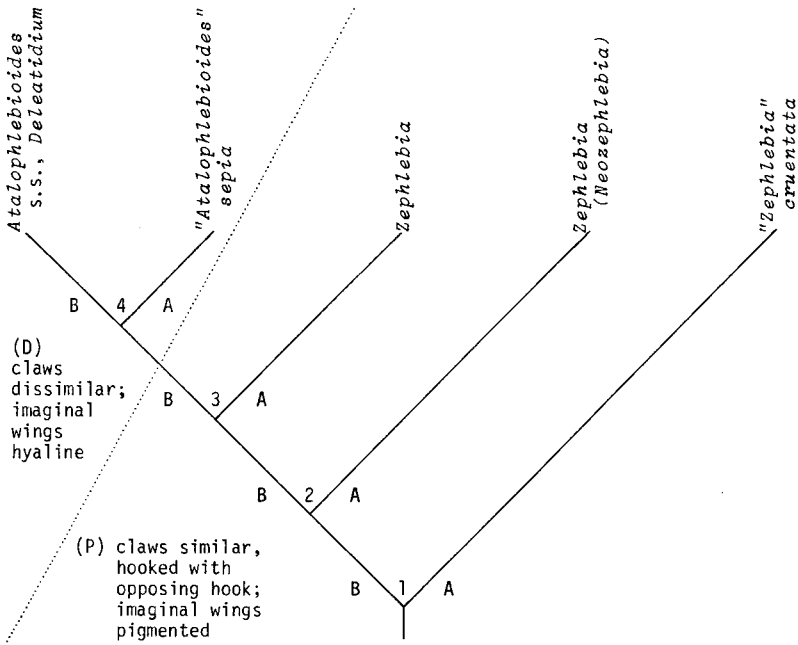 Atalophlebioides
s.s., Deleatidium
"Atalophlebioides"
sepia
Zephlebia
Zephlebia
(Neozephlebia)
"Zephlebia"
cruentata
B 4 A
(D)
claws
dissimilar;
imaginal
wings
hyaline
B 3 A
B 2 A
(P) claws similar,
hooked with
opposing hook;
imaginal wings
pigmented
B 1 A